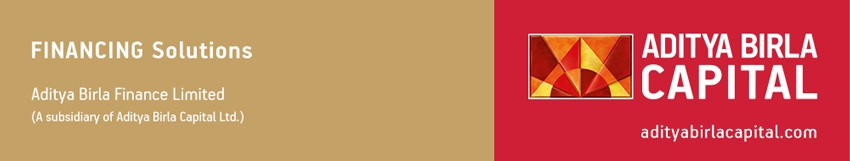 FINANCING Solutions
Aditya Birla Finance Limited
(A subsidiary of Aditya Birla Capital Ltd.)
ADITYA BIRLA
CAPITAL
adityabirlacapital.com